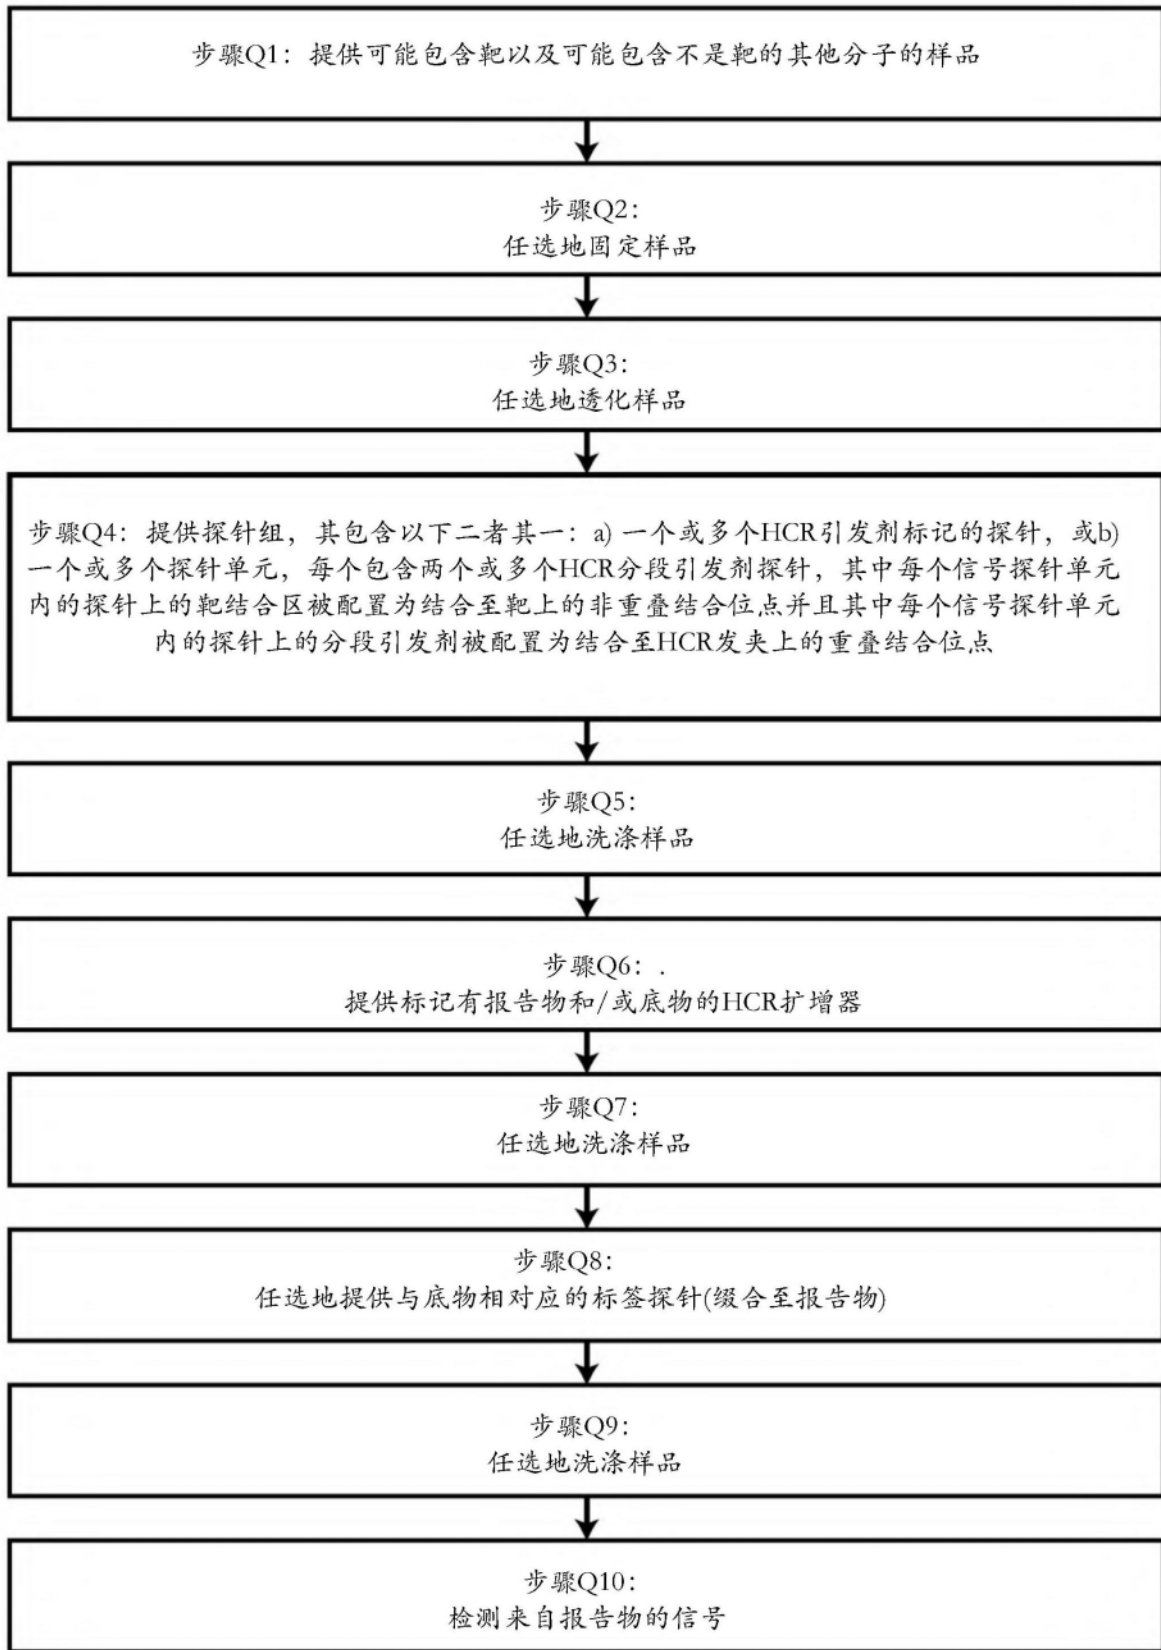 步骤Q1：提供可能包含靶以及可能包含不是靶的其他分子的样品
步骤Q2：
任选地固定样品
步骤Q3：
任选地透化样品
步骤Q4：提供探针组，其包含以下二者其一：a) 一个或多个HCR引发剂标记的探针，或b)
一个或多个探针单元，每个包含两个或多个HCR分段引发剂探针，其中每个信号探针单元
内的探针上的靶结合区被配置为结合至靶上的非重叠结合位点并且其中每个信号探针单元
内的探针上的分段引发剂被配置为结合至HCR发夹上的重叠结合位点
步骤Q5：
任选地洗涤样品
步骤Q6：.
提供标记有报告物和/或底物的HCR扩增器
步骤Q7：
任选地洗涤样品
步骤Q8：
任选地提供与底物相对应的标签探针(缀合至报告物)
步骤Q9：
任选地洗涤样品
步骤Q10：
检测来自报告物的信号